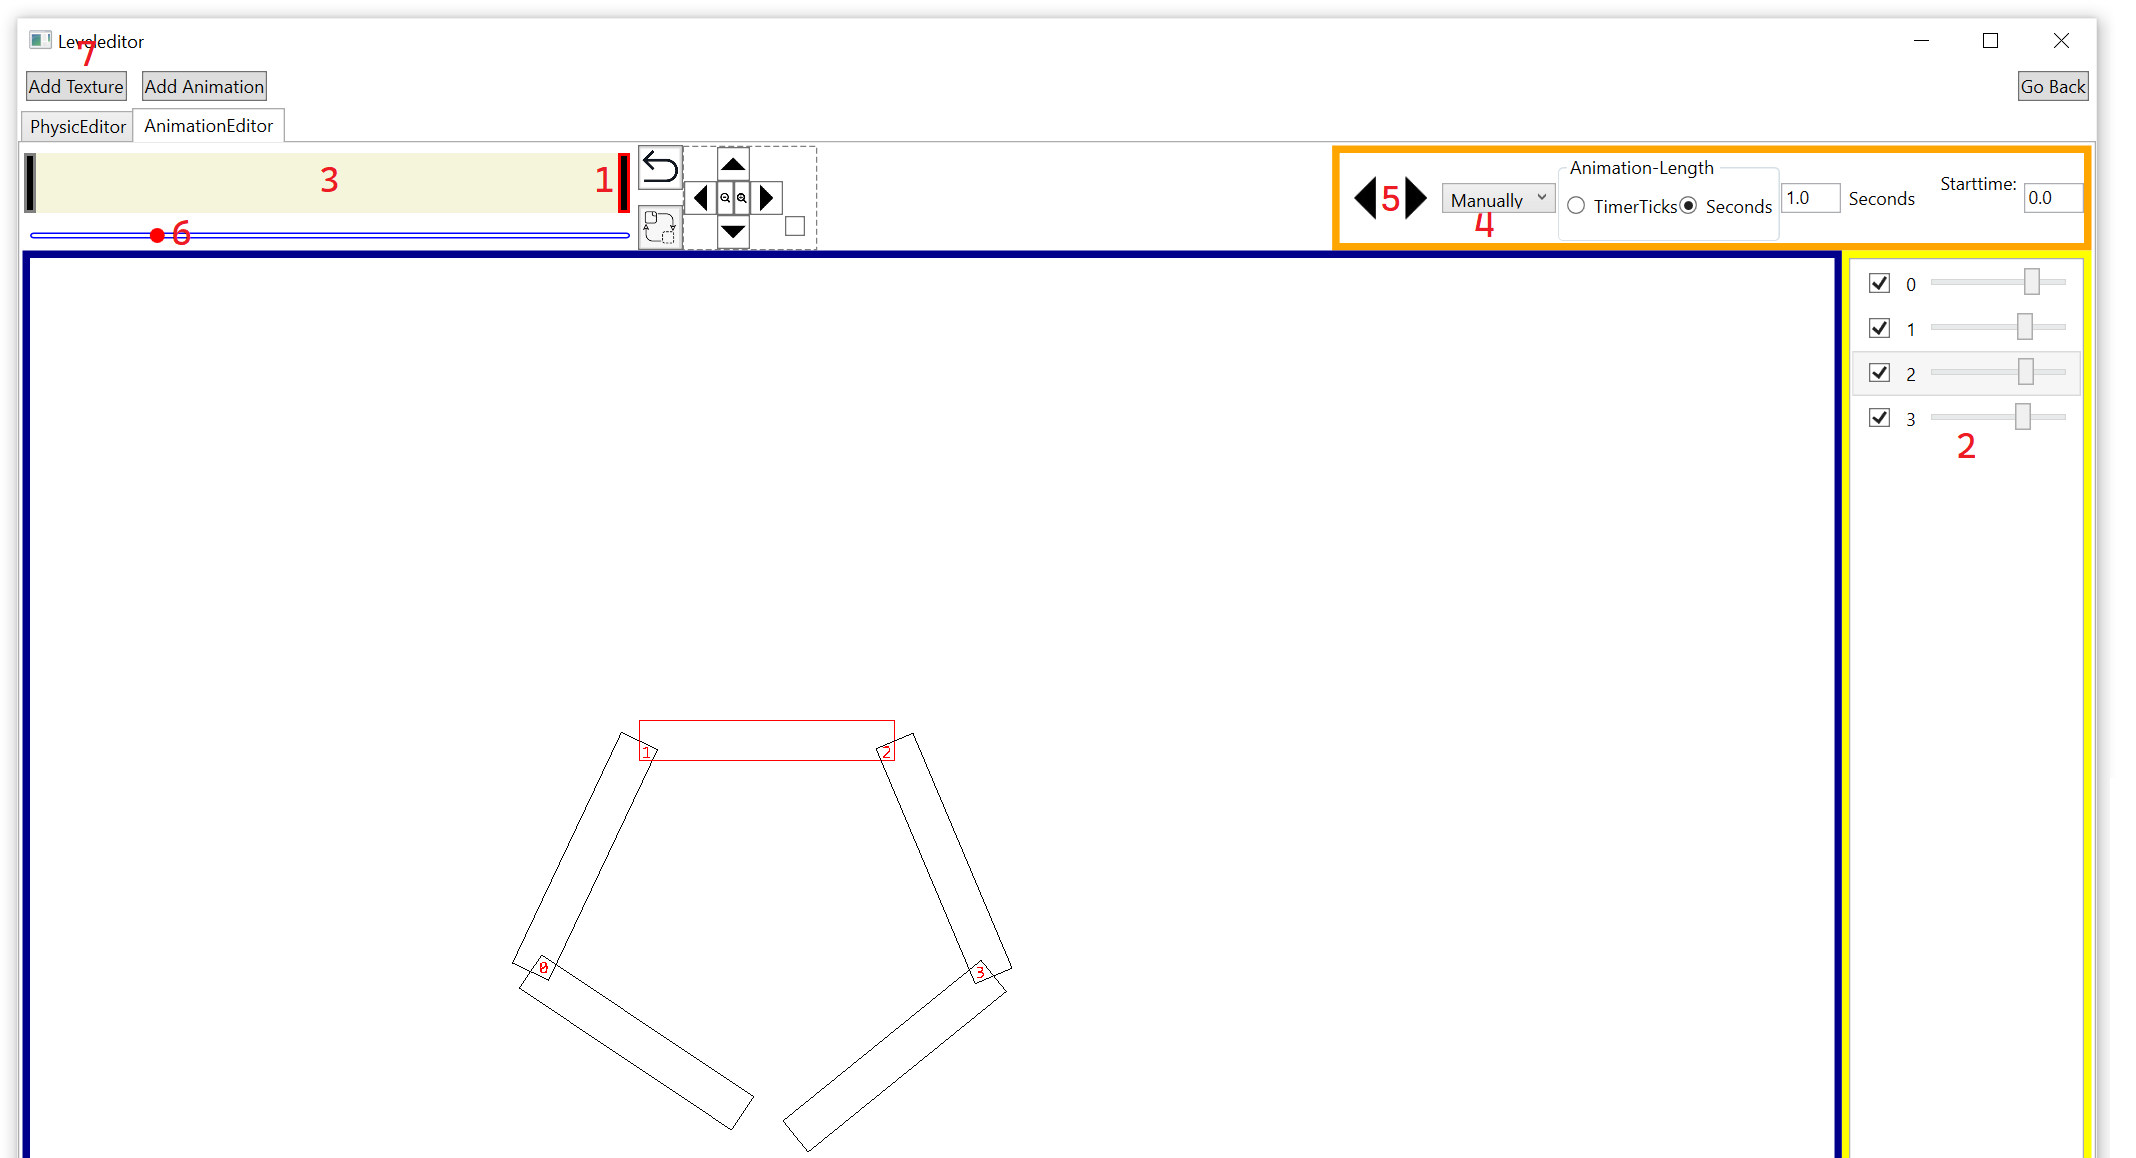 Leveleditor
7
Add Texture Add Animation Go Back
PhysicEditor AnimationEditor
3 1
6
5 Manually
4
Animation-Length
TimerTicks Seconds
1.0 Seconds
Starttime:
0.0
0
1
2
3
2
1 2
0 3